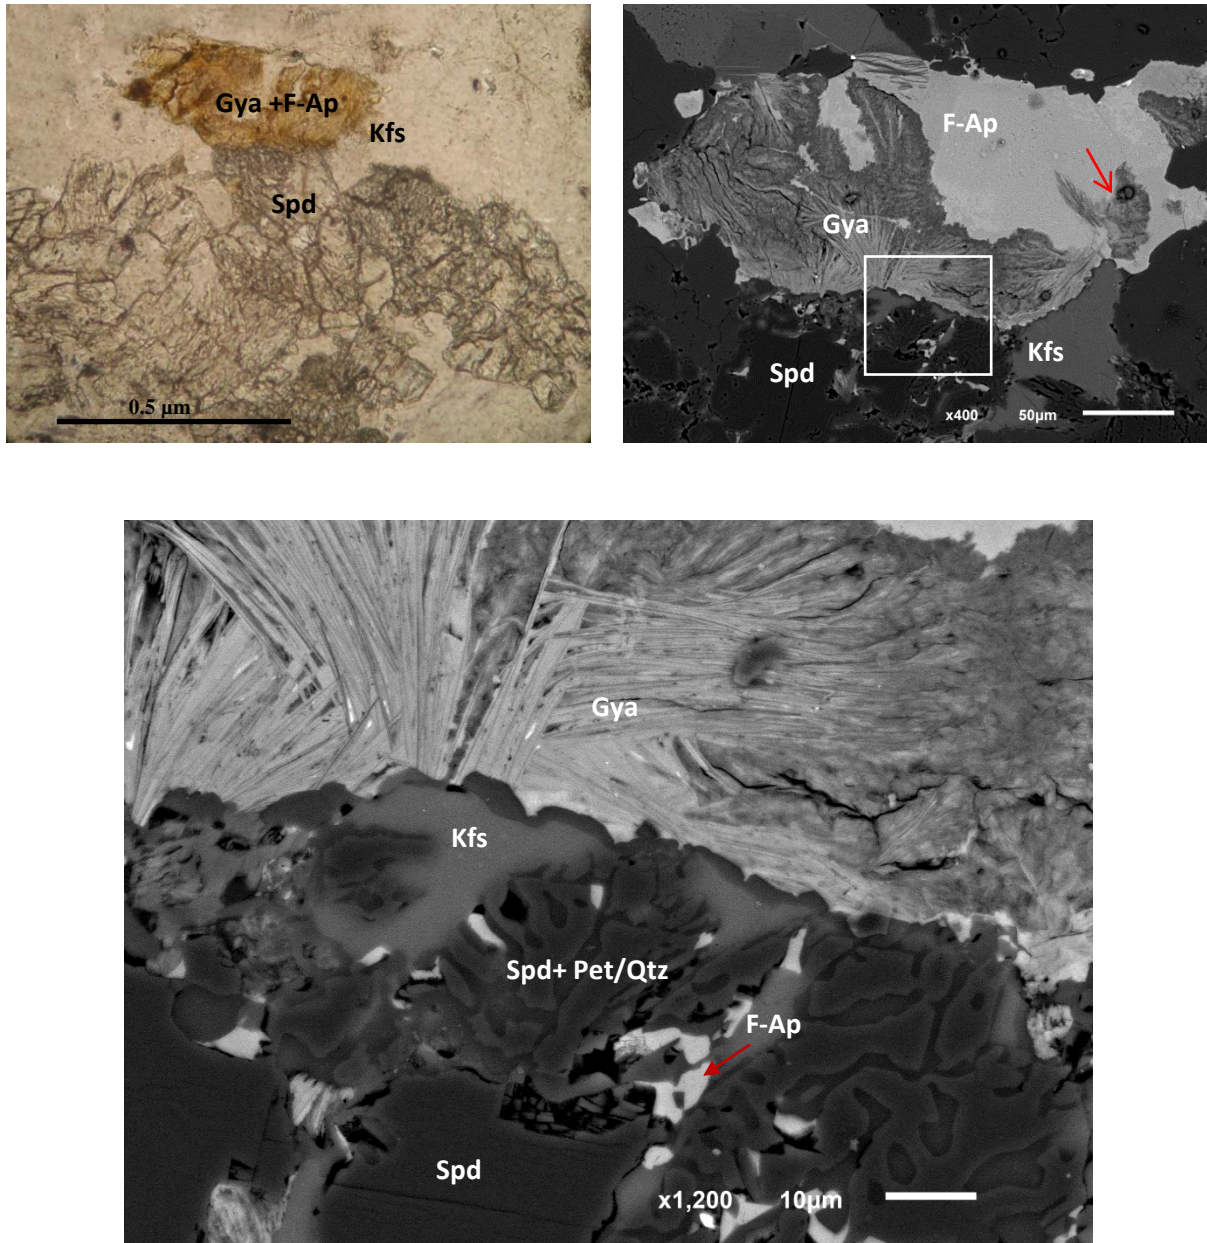 Gya +F-Ap
Kfs
Spd
0.5 μm
F-Ap
Gya
Kfs
Spd
x400 50μm
Gya
Kfs
Spd+ Pet/Qtz
F-Ap
Spd
x1,200 10μm